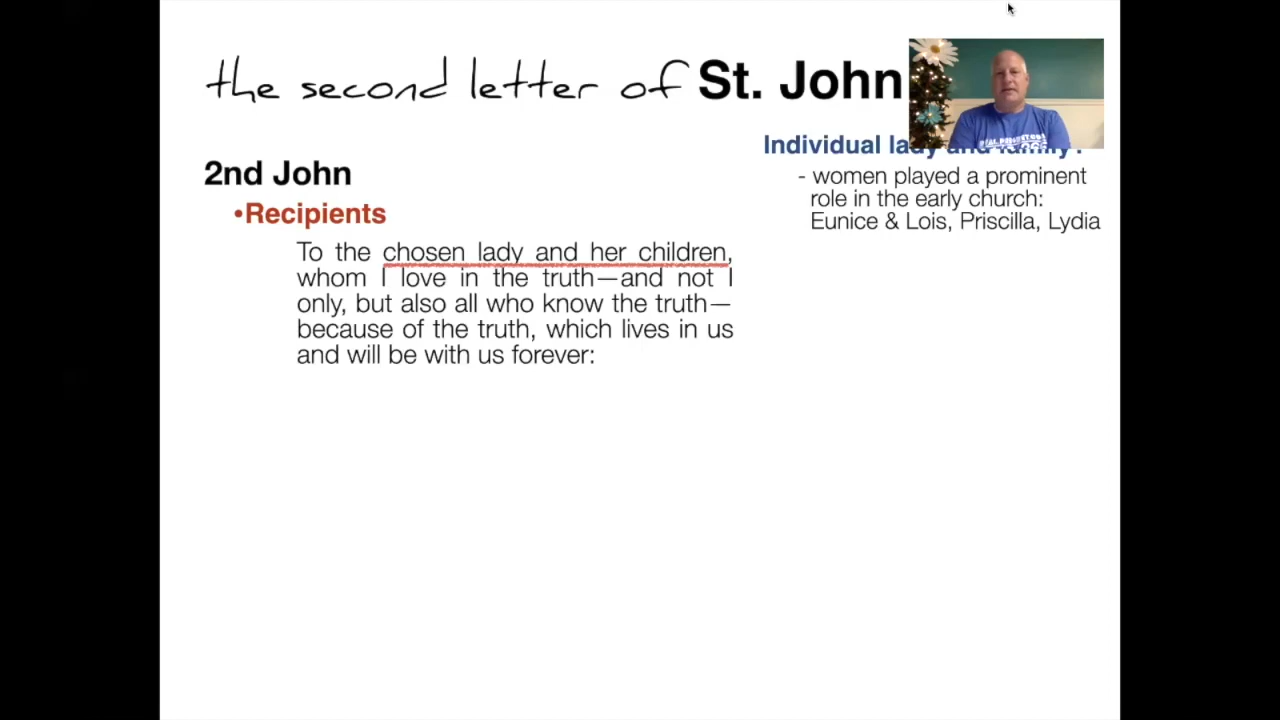 the second letter of St. John
Individual lady and family?
- women played a prominent
role in the early church:
Eunice & Lois, Priscilla, Lydia
2nd John
•Recipients
To the chosen lady and her children,
whom I love in the truth—and not I
only, but also all who know the truth—
because of the truth, which lives in us
and will be with us forever: